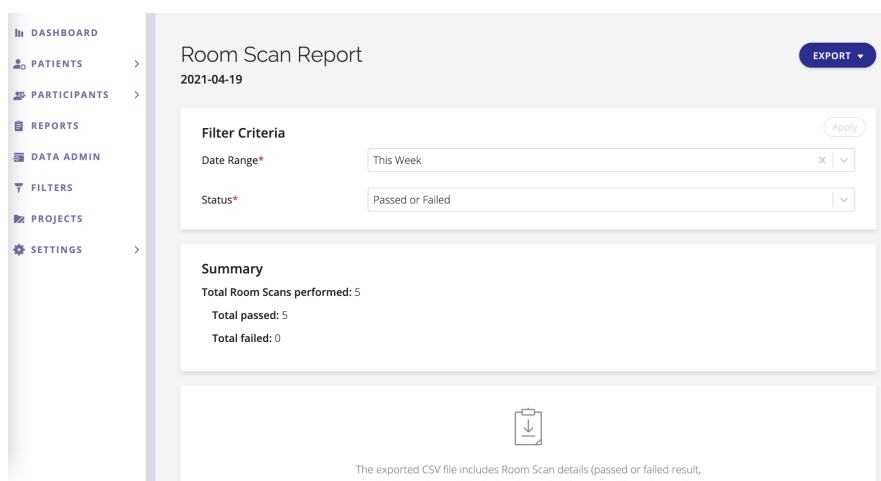 DASHBOARD
PATIENTS
PARTICIPANTS
REPORTS
DATA ADMIN
FILTERS
PROJECTS
SETTINGS
Room Scan Report
2021-04-19
EXPORT
Filter Criteria
Apply
Date Range*
This Week
Status*
Passed or Failed
Summary
Total Room Scans performed: 5
Total passed: 5
Total failed: 0
The exported CSV file includes Room Scan details (passed or failed result,